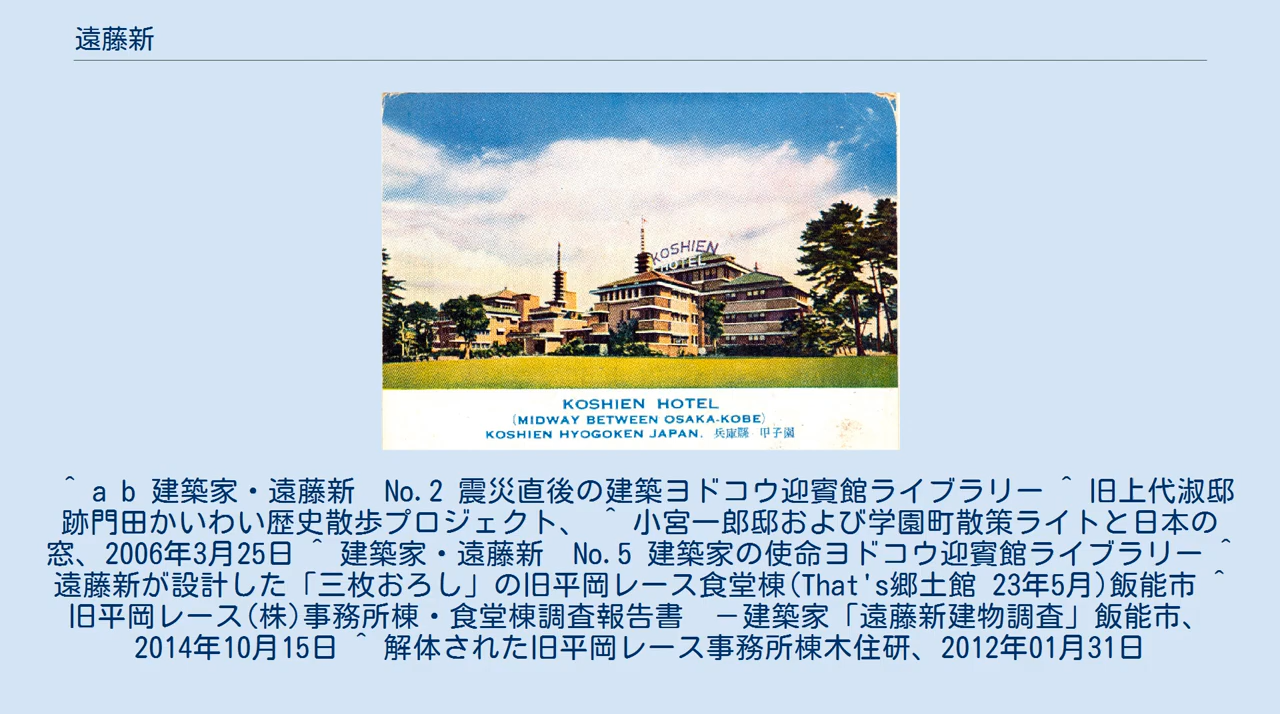 遠藤新
KOSHIEN
HOTEL
KOSHIEN HOTEL
(MIDWAY BETWEEN OSAKA-KOBE)
KOSHIEN HYOGOKEN JAPAN. 兵庫縣 甲子園
^ a b 建築家・遠藤新　No.2 震災直後の建築ヨドコウ迎賓館ライブラリー ^ 旧上代淑邸
跡門田かいわい歴史散歩プロジェクト、 ^ 小宮一郎邸および学園町散策ライトと日本の
窓、2006年3月25日 ^ 建築家・遠藤新　No.5 建築家の使命ヨドコウ迎賓館ライブラリー ^
遠藤新が設計した「三枚おろし」の旧平岡レース食堂棟(That's郷土館 23年5月)飯能市 ^
旧平岡レース(株)事務所棟・食堂棟調査報告書　－建築家「遠藤新建物調査」飯能市、
2014年10月15日 ^ 解体された旧平岡レース事務所棟木住研、2012年01月31日